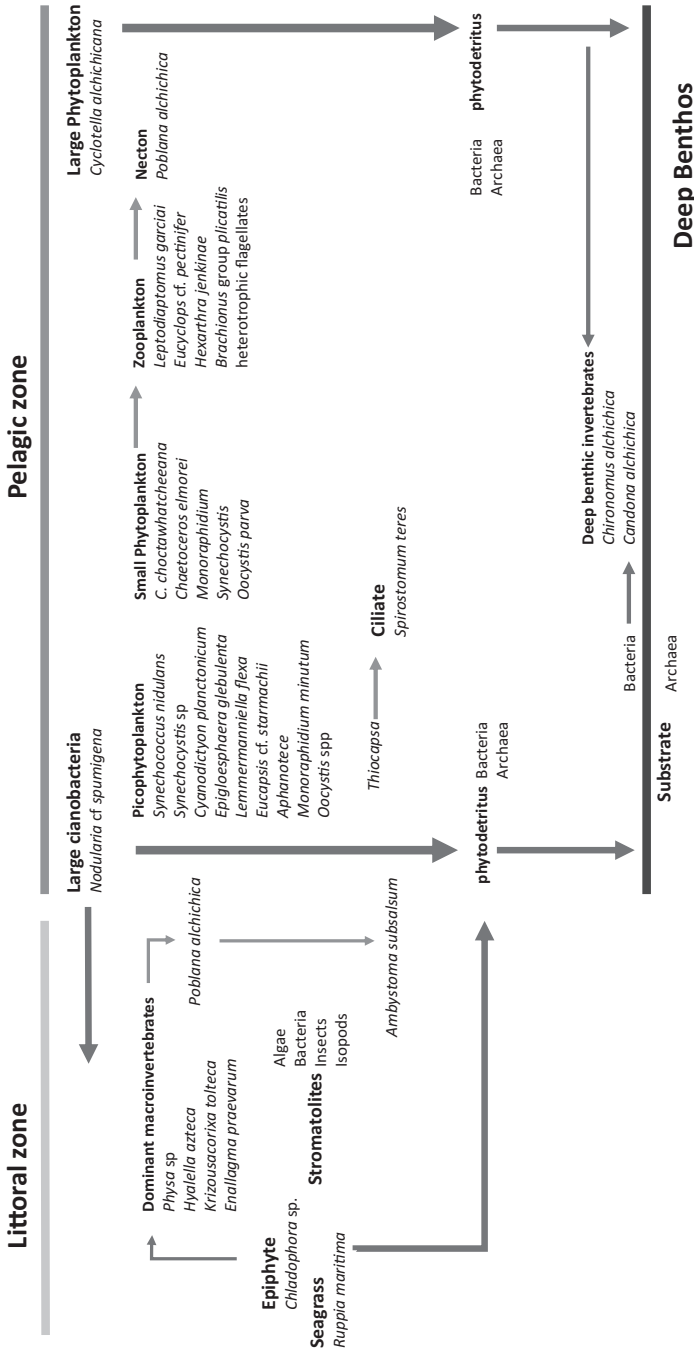 Littoral zone
Pelagic zone
Large cianobacteria
Nodularia cf spumigena
Large Phytoplankton
Cyclotella alchichicana
Dominant macroinvertebrates
Physa sp
Hyalella azteca
Krizousacorixa tolteca
Enallagma praevarum
Poblana alchichica
Ambystoma subsalsum
Epiphyte
Chladophora sp.
Seagrass
Ruppia maritima
Stromatolites
Algae
Bacteria
Insects
Isopods
Picophytoplankton
Synechococcus nidulans
Synechocystis sp
Cyanodictyon planctonicum
Epigloesphaera glebulenta
Lemmermanniella flexa
Eucapsis cf. starmachii
Aphanotece
Monoraphidium minutum
Oocystis spp
Small Phytoplankton
C. choctawhatcheeana
Chaetoceros elmorei
Monoraphidium
Synechocystis
Oocystis parva
Zooplankton
Leptodiaptomus garciai
Eucyclops cf. pectinifer
Hexarthra jenkinae
Brachionus group plicatilis
heterotrophic flagellates
Necton
Poblana alchichica
Thiocapsa
Ciliate
Spirostomum teres
phytodetritus Bacteria
Archaea
Bacteria
Archaea
phytodetritus
Deep benthic invertebrates
Chironomus alchichica
Candona alchichica
Bacteria
Archaea
Substrate
Deep Benthos